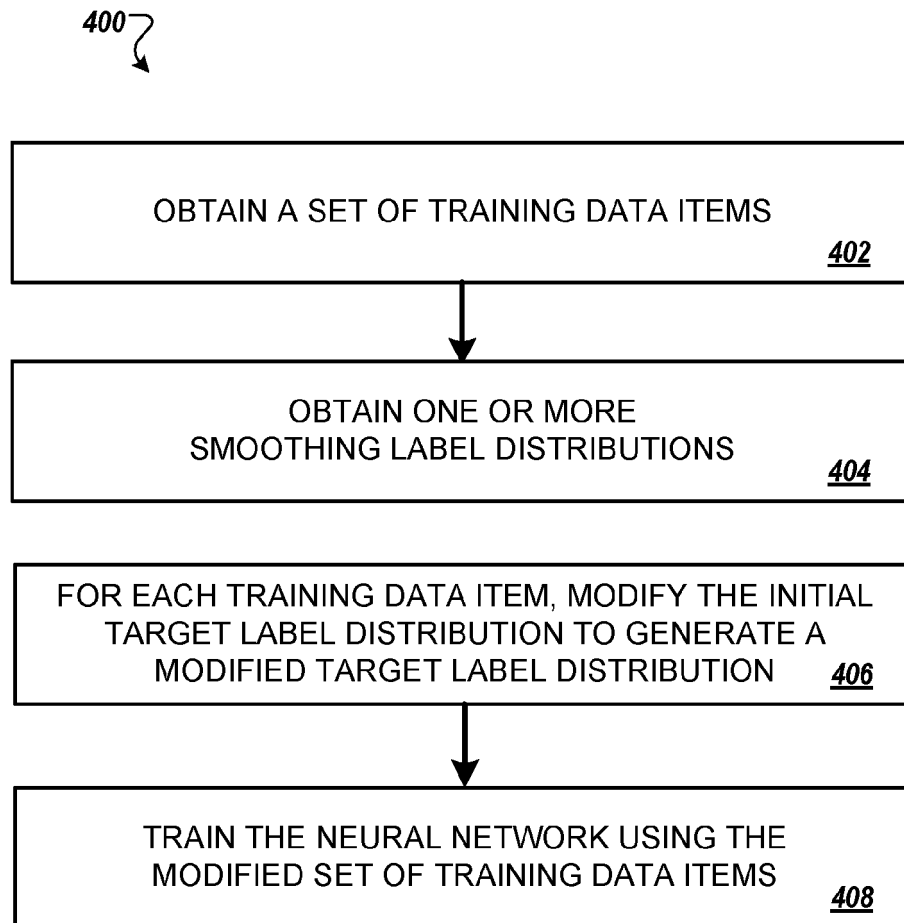 400
OBTAIN A SET OF TRAINING DATA ITEMS
402
OBTAIN ONE OR MORE
SMOOTHING LABEL DISTRIBUTIONS
404
FOR EACH TRAINING DATA ITEM, MODIFY THE INITIAL
TARGET LABEL DISTRIBUTION TO GENERATE A
MODIFIED TARGET LABEL DISTRIBUTION
406
TRAIN THE NEURAL NETWORK USING THE
MODIFIED SET OF TRAINING DATA ITEMS
408